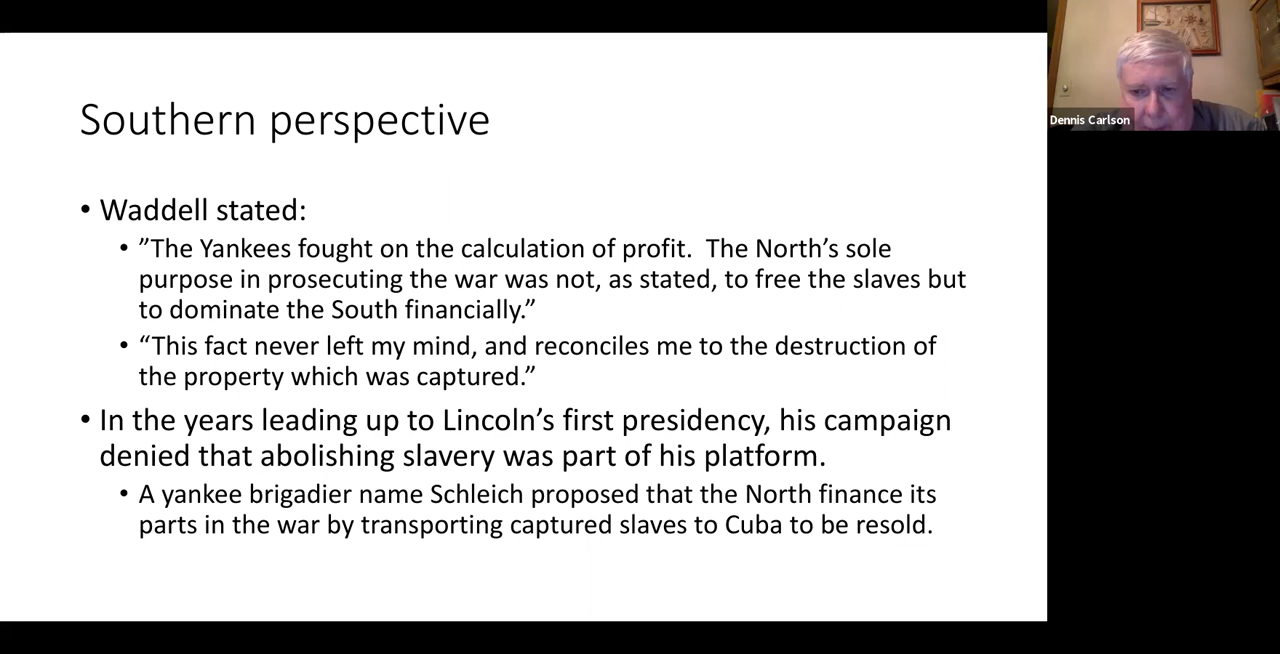 Southern perspective
• Waddell stated:
• ”The Yankees fought on the calculation of profit.  The North’s sole
purpose in prosecuting the war was not, as stated, to free the slaves but
to dominate the South financially.”
• “This fact never left my mind, and reconciles me to the destruction of
the property which was captured.”
• In the years leading up to Lincoln’s first presidency, his campaign
denied that abolishing slavery was part of his platform.
• A yankee brigadier name Schleich proposed that the North finance its
parts in the war by transporting captured slaves to Cuba to be resold.
Dennis Carlson